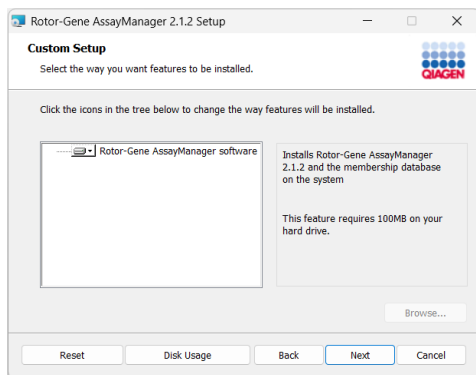 Rotor-Gene AssayManager 2.1.2 Setup
Custom Setup
Select the way you want features to be installed.
QIAGEN
Click the icons in the tree below to change the way features will be installed.
Rotor-Gene AssayManager software
Installs Rotor-Gene AssayManager
2.1.2 and the membership database
on the system
This feature requires 100MB on your
hard drive.
Browse...
Reset
Disk Usage
Back
Next
Cancel